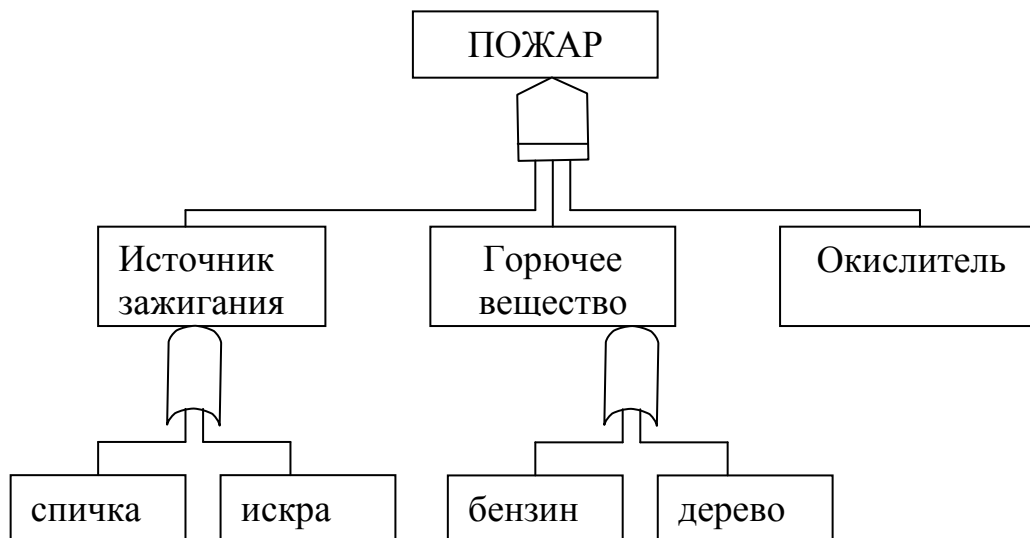 ПОЖАР
Источник
зажигания
Горючее
вещество
Окислитель
спичка
искра
бензин
дерево